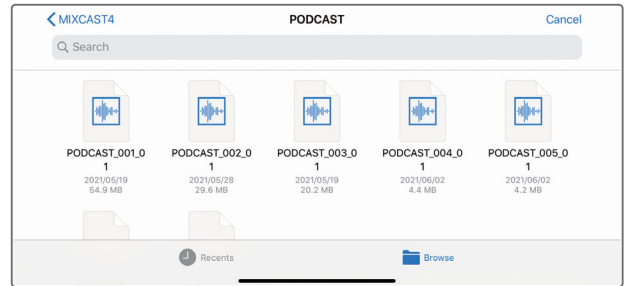 MIXCAST4
PODCAST
Cancel
Search
PODCAST_001_0
1
2021/05/19
54.9 MB
PODCAST_002_0
1
2021/05/28
29.6 MB
PODCAST_003_0
1
2021/05/19
20.2 MB
PODCAST_004_0
1
2021/06/02
4.4 MB
PODCAST_005_0
1
2021/06/02
4.2 MB
Recents
Browse